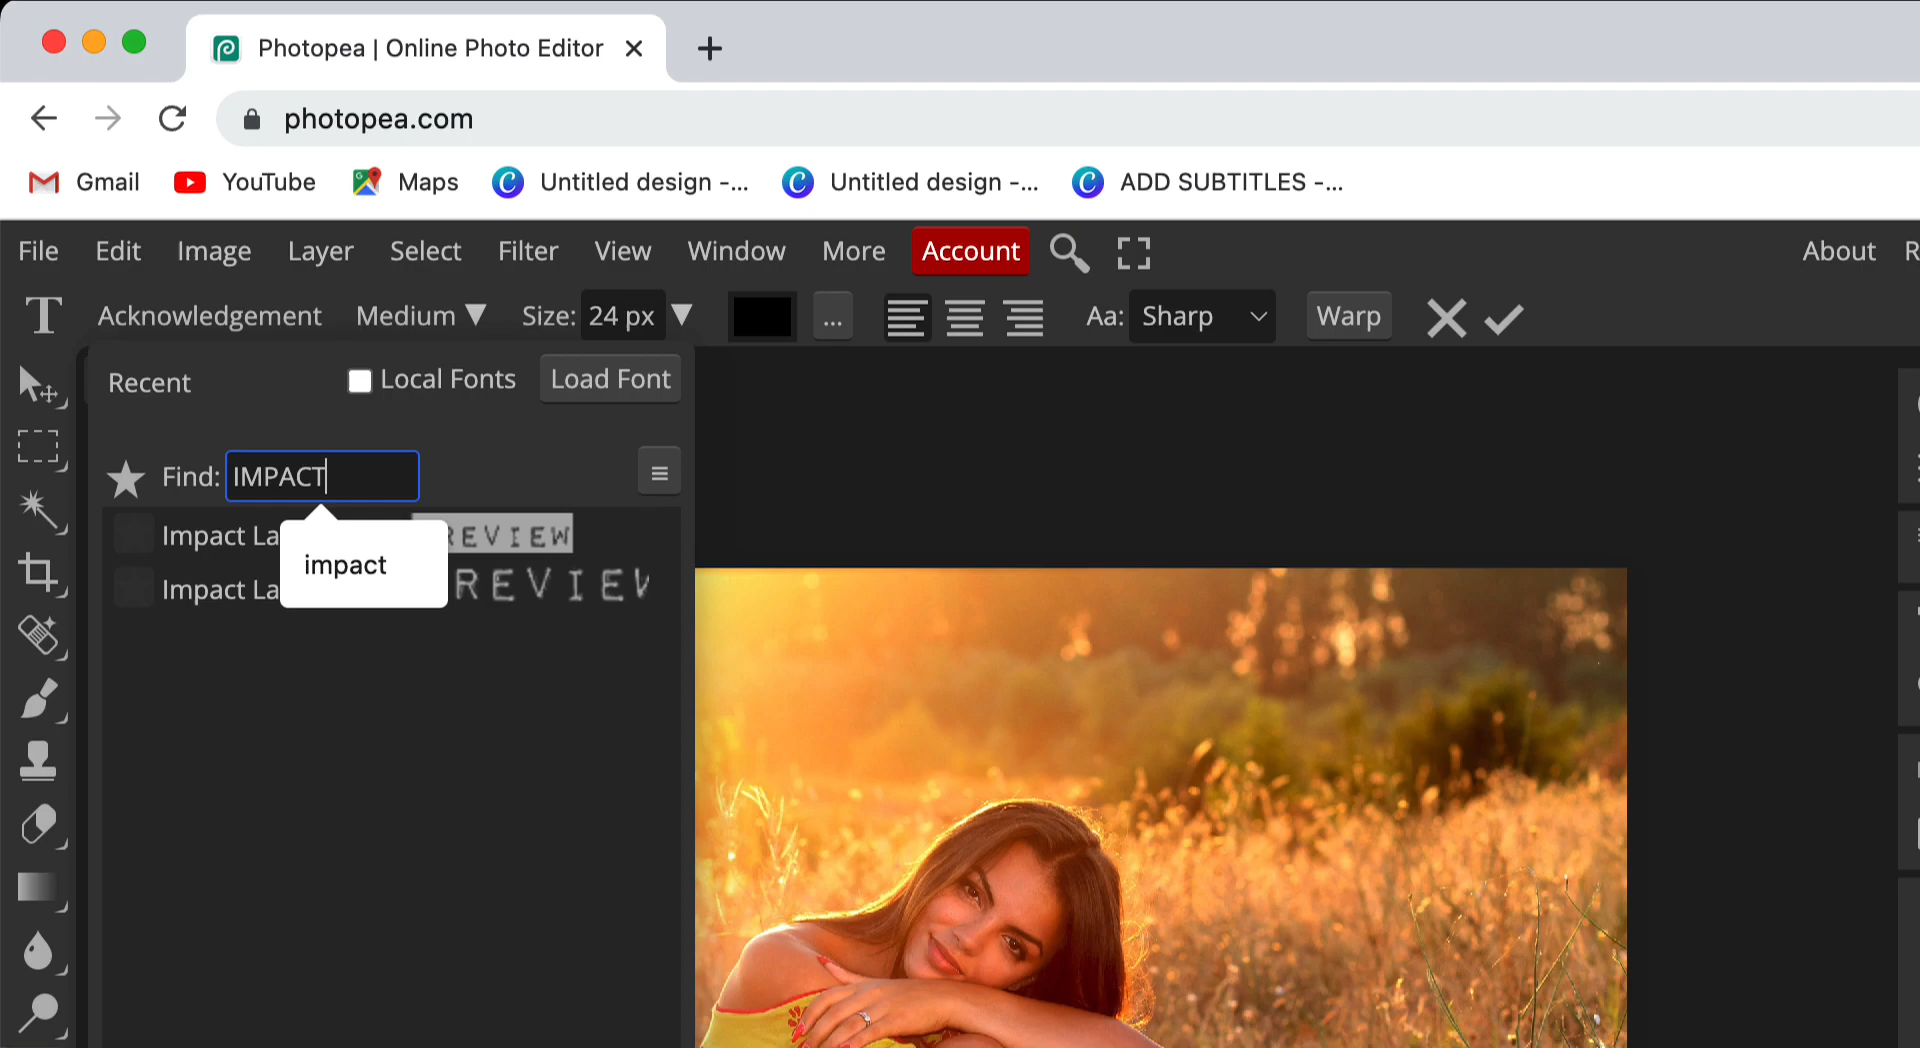 Photopea | Online Photo Editor
photopea.com
Gmail YouTube Maps Untitled design -... Untitled design -... ADD SUBTITLES -...
File Edit Image Layer Select Filter View Window More Account About
T Acknowledgement Medium Size: 24 px ... Aa: Sharp Warp
Recent Local Fonts Load Font
Find: IMPACT
Impact La
impact
Impact La